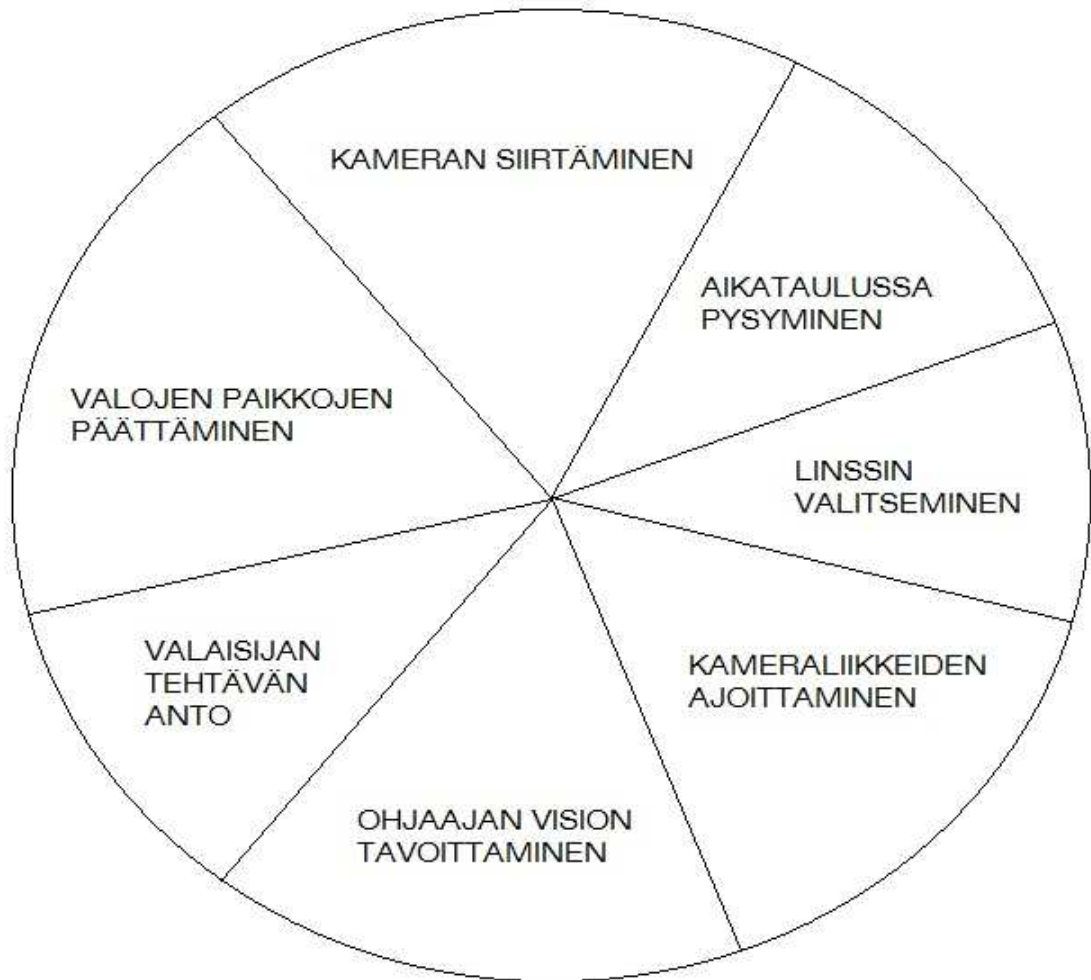 KAMERAN SIIRTÄMINEN
AIKATAULUSSA
PYSYMINEN
LINSSIN
VALITSEMINEN
KAMERALIIKKEIDEN
AJOITTAMINEN
OHJAAJAN VISION
TAVOITTAMINEN
VALAISIJAN
TEHTÄVÄN
ANTO
VALOJEN PAIKKOJEN
PÄÄTTÄMINEN